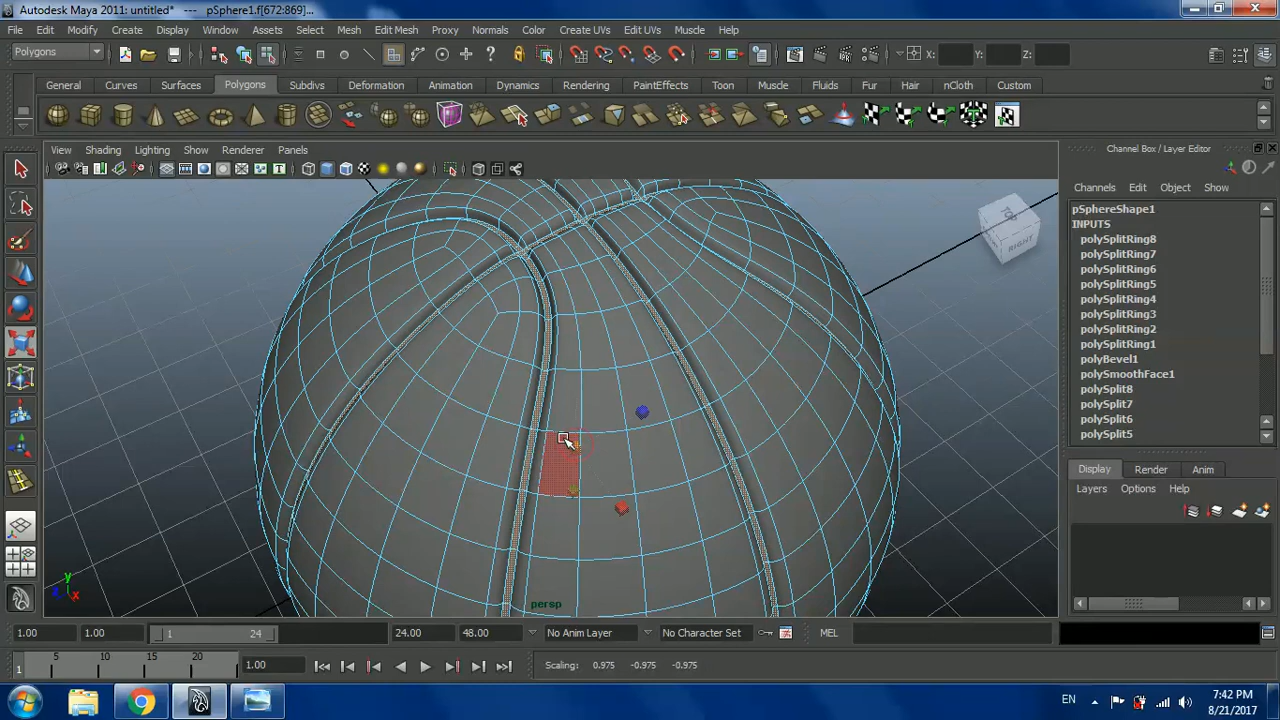 Autodesk Maya 2011: untitled* --- pSphere1.f[672:869]...
File Edit Modify Create Display Window Assets Select Mesh Edit Mesh Proxy Normals Color Create UVs Edit UVs Muscle Help
Polygons X: Y: Z:
General Curves Surfaces Polygons Subdivs Deformation Animation Dynamics Rendering PaintEffects Toon Muscle Fluids Fur Hair nCloth Custom
View Shading Lighting Show Renderer Panels
Channel Box / Layer Editor
Channels Edit Object Show
pSphereShape1
INPUTS
polySplitRing8
polySplitRing7
polySplitRing6
polySplitRing5
polySplitRing4
polySplitRing3
polySplitRing2
polySplitRing1
polyBevel1
polySmoothFace1
polySplit8
polySplit7
polySplit6
polySplit5
TOP
RIGHT
Display Render Anim
Layers Options Help
y
x
persp
1.00 1.00 1 24 24.00 48.00 No Anim Layer No Character Set MEL
1 5 10 15 20 1.00 Scaling: 0.975 -0.975 -0.975
EN 7:42 PM
8/21/2017